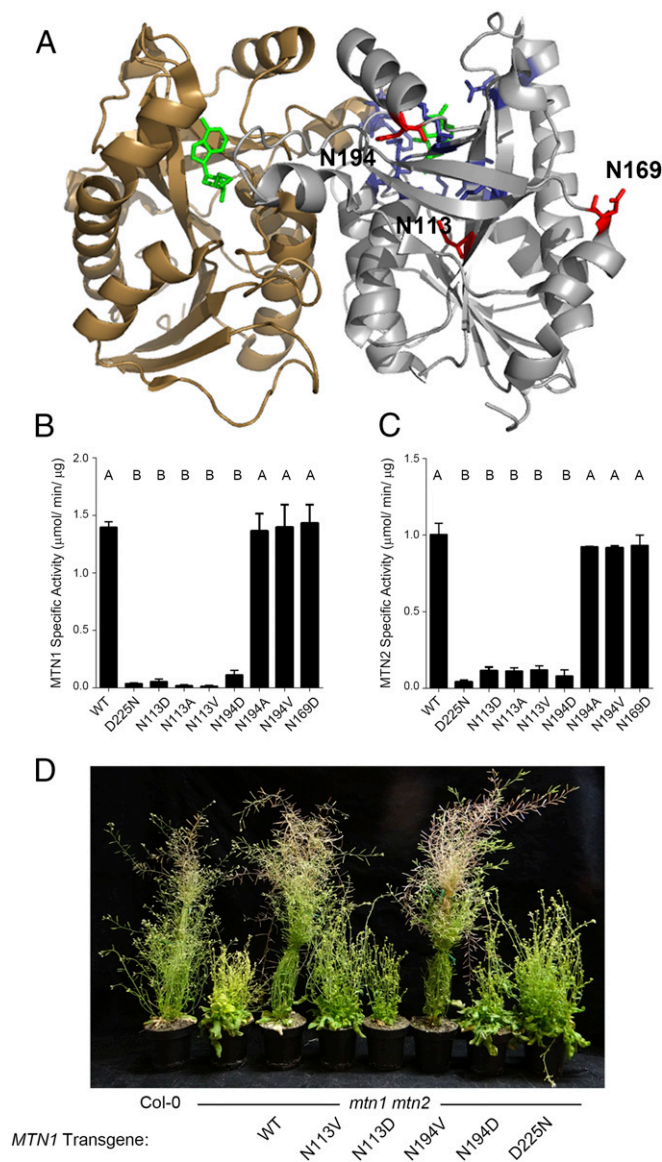 A
N194
N169
N113
B
C
MTN1 Specific Activity (μmol/ min/ μg)
2.0
1.5
1.0
0.5
0.0
A B B B B B A A A
WT D225N N113D N113A N113V N194D N194A N194V N169D
MTN2 Specific Activity (μmol/ min/ μg)
1.5
1.0
0.5
0.0
A B B B B B A A A
WT D225N N113D N113A N113V N194D N194A N194V N169D
D
Col-0 mtn1 mtn2
MTN1 Transgene: WT N113V N113D N194V N194D D225N